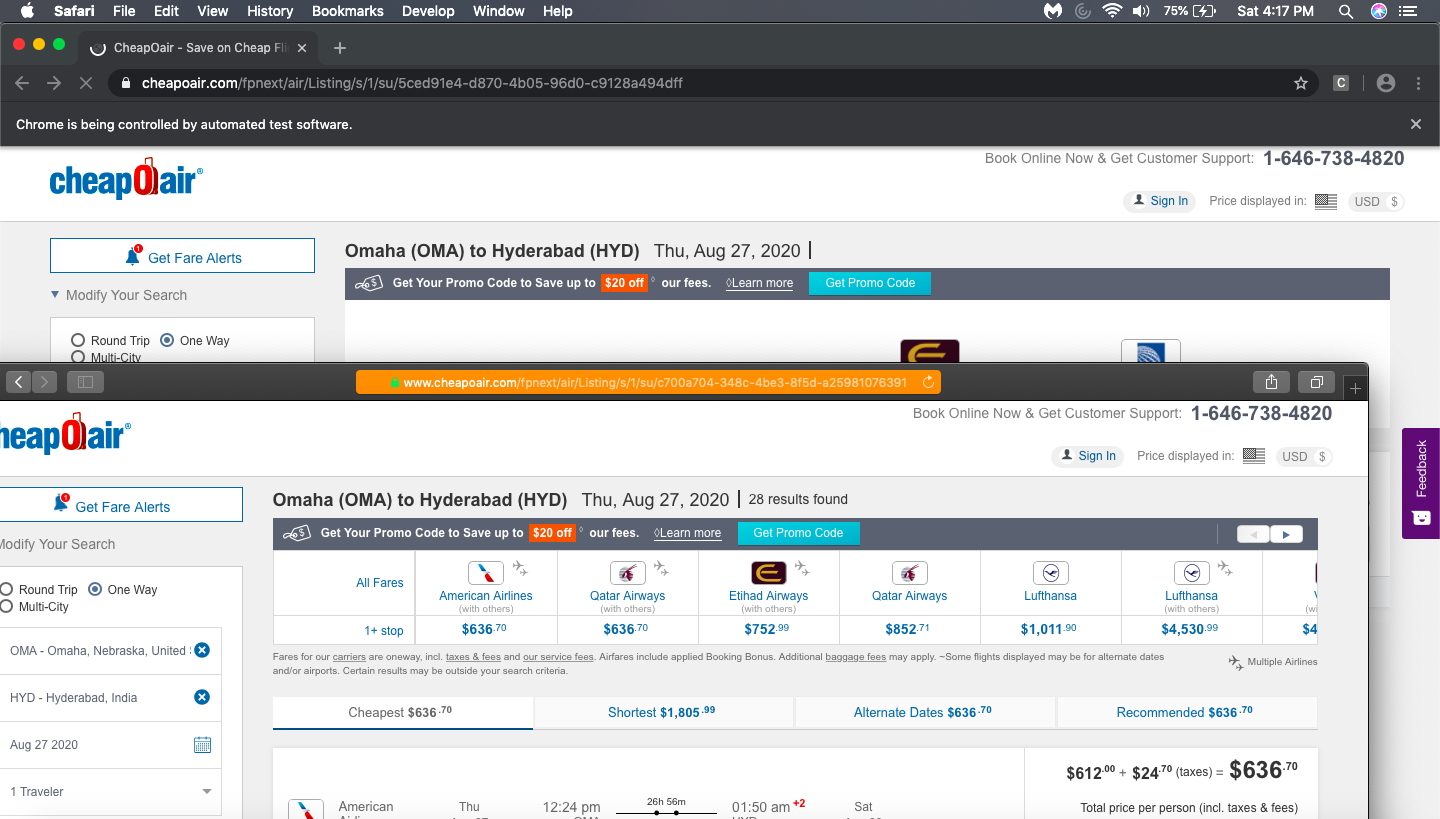 Safari File Edit View History Bookmarks Develop Window Help 75% Sat 4:17 PM
CheapOair - Save on Cheap Fli
cheapoair.com/fpnext/air/Listing/s/1/su/5ced91e4-d870-4b05-96d0-c9128a494dff C
Chrome is being controlled by automated test software.
cheapOair® Book Online Now & Get Customer Support: 1-646-738-4820
Sign In Price displayed in: USD $
1 Get Fare Alerts Omaha (OMA) to Hyderabad (HYD) Thu, Aug 27, 2020 |
Get Your Promo Code to Save up to $20 off ◊ our fees. ◊Learn more Get Promo Code
Modify Your Search
Round Trip One Way
Multi-City
www.cheapoair.com/fpnext/air/Listing/s/1/su/c700a704-348c-4be3-8f5d-a25981076391
heapOair® Book Online Now & Get Customer Support: 1-646-738-4820
Sign In Price displayed in: USD $
Feedback
1 Get Fare Alerts Omaha (OMA) to Hyderabad (HYD) Thu, Aug 27, 2020 | 28 results found
Get Your Promo Code to Save up to $20 off ◊ our fees. ◊Learn more Get Promo Code
Modify Your Search
Round Trip One Way
Multi-City
All Fares American Airlines Qatar Airways Etihad Airways Qatar Airways Lufthansa Lufthansa
(with others) (with others) (with others) (with others) (wi
1+ stop $636.70 $636.70 $752.99 $852.71 $1,011.90 $4,530.99 $4
OMA - Omaha, Nebraska, United
Fares for our carriers are oneway, incl. taxes & fees and our service fees. Airfares include applied Booking Bonus. Additional baggage fees may apply. ~Some flights displayed may be for alternate dates
and/or airports. Certain results may be outside your search criteria.
Multiple Airlines
HYD - Hyderabad, India
Cheapest $636.70 Shortest $1,805.99 Alternate Dates $636.70 Recommended $636.70
Aug 27 2020
1 Traveler
$612.00 + $24.70 (taxes) = $636.70
American Thu 12:24 pm 26h 56m 01:50 am +2 Sat
Total price per person (incl. taxes & fees)